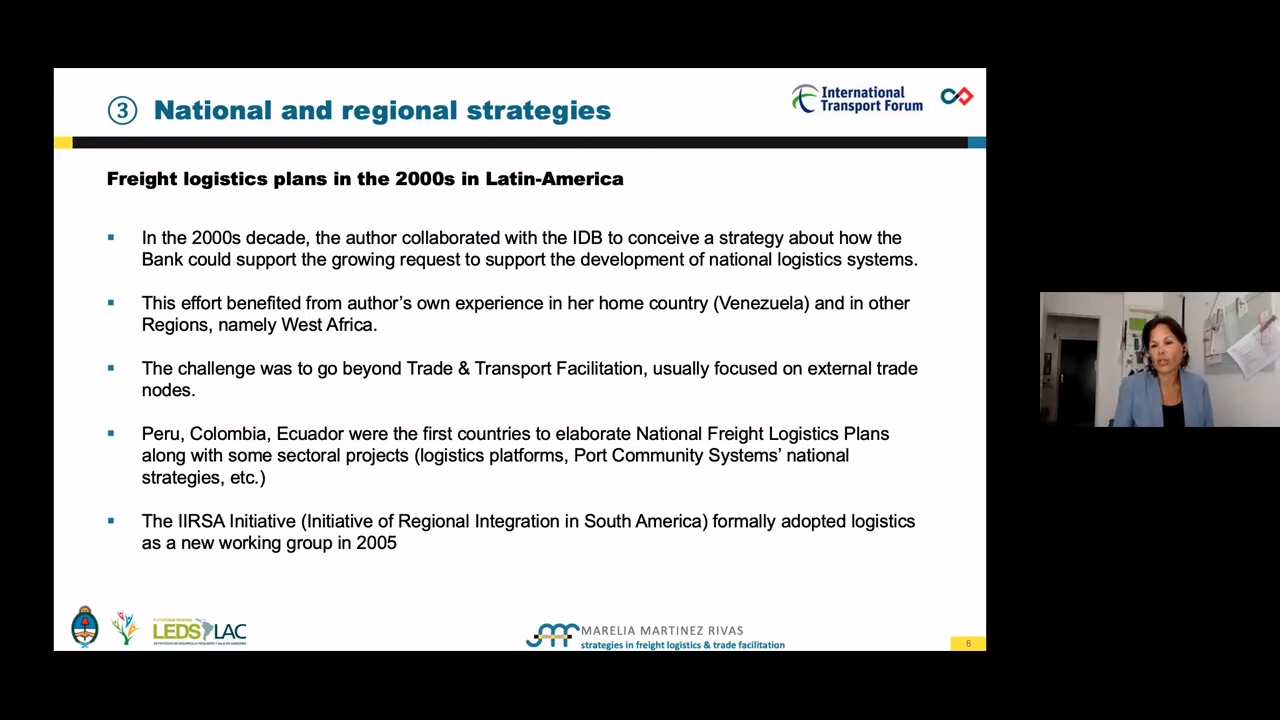 ③ National and regional strategies
International
Transport Forum
Freight logistics plans in the 2000s in Latin-America
▪ In the 2000s decade, the author collaborated with the IDB to conceive a strategy about how the
Bank could support the growing request to support the development of national logistics systems.
▪ This effort benefited from author’s own experience in her home country (Venezuela) and in other
Regions, namely West Africa.
▪ The challenge was to go beyond Trade & Transport Facilitation, usually focused on external trade
nodes.
▪ Peru, Colombia, Ecuador were the first countries to elaborate National Freight Logistics Plans
along with some sectoral projects (logistics platforms, Port Community Systems’ national
strategies, etc.)
▪ The IIRSA Initiative (Initiative of Regional Integration in South America) formally adopted logistics
as a new working group in 2005
LEDS LAC
MARELIA MARTINEZ RIVAS
strategies in freight logistics & trade facilitation
6